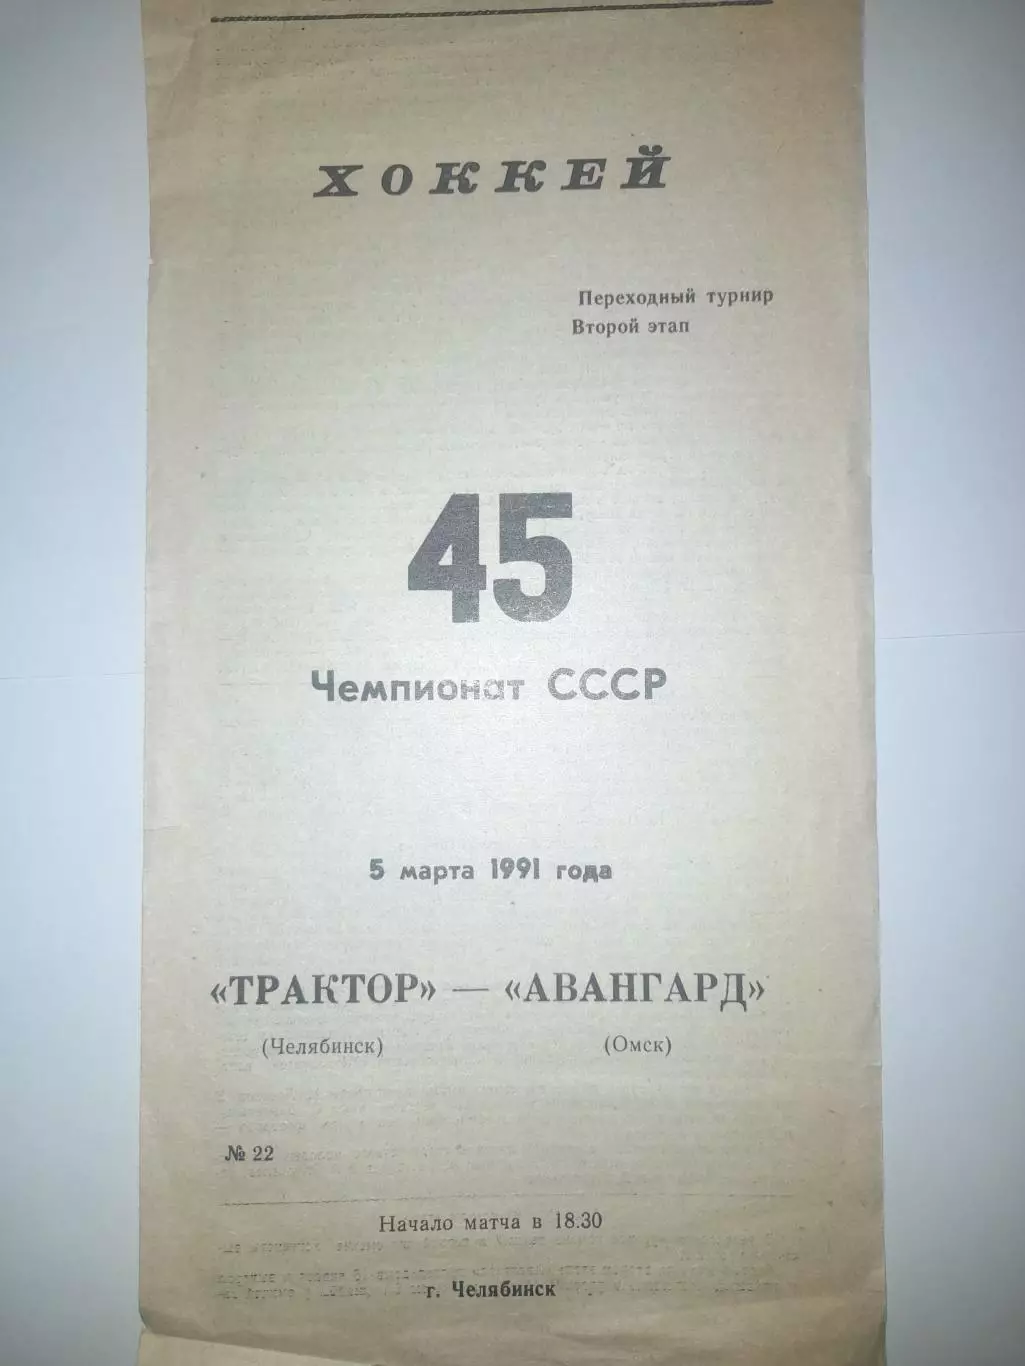 ХОККЕЙ
Переходный турнир
Второй этап
45
Чемпионат СССР
5 марта 1991 года
«ТРАКТОР» — «АВАНГАРД»
(Челябинск) (Омск)
№ 22
Начало матча в 18.30
г. Челябинск